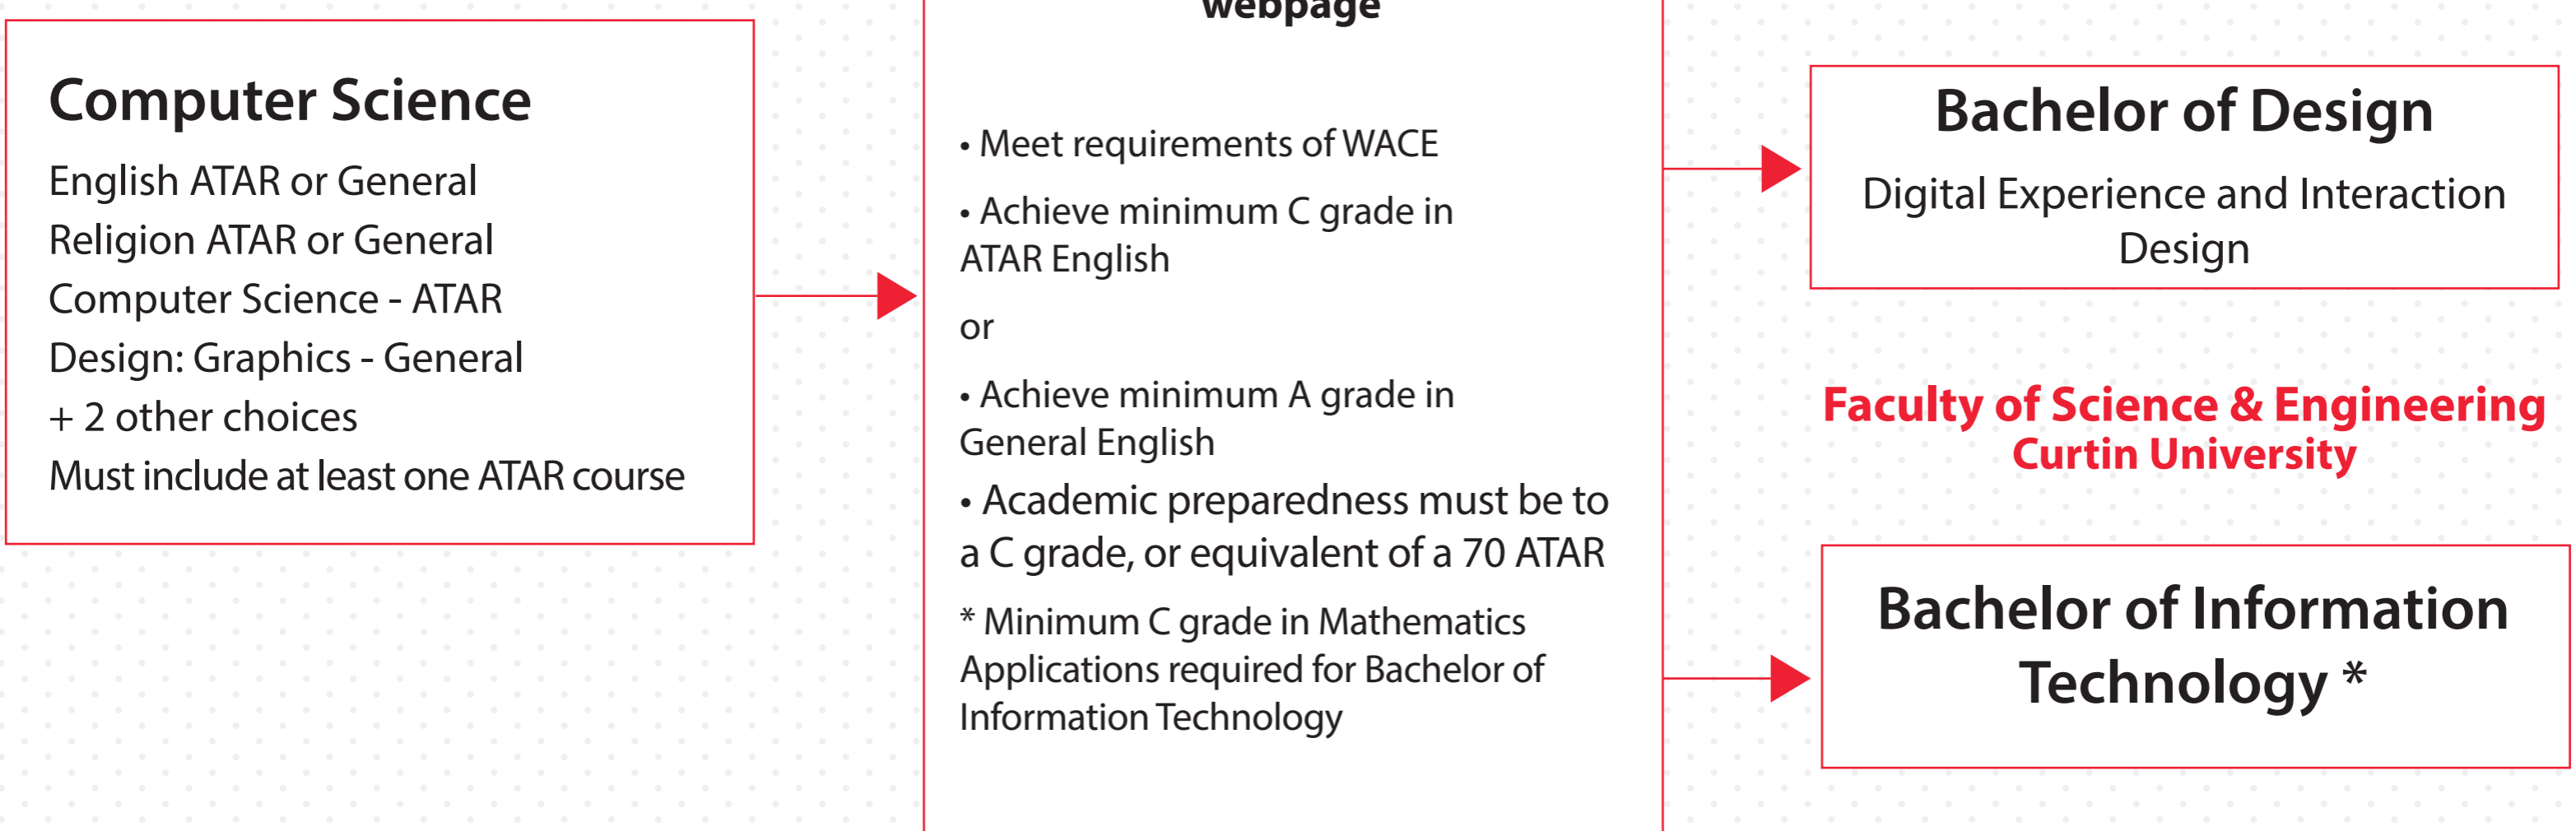 Computer Science
English ATAR or General
Religion ATAR or General
Computer Science - ATAR
Design: Graphics - General
+ 2 other choices
Must include at least one ATAR course
webpage
• Meet requirements of WACE
• Achieve minimum C grade in
ATAR English
or
• Achieve minimum A grade in
General English
• Academic preparedness must be to
a C grade, or equivalent of a 70 ATAR
* Minimum C grade in Mathematics
Applications required for Bachelor of
Information Technology
Bachelor of Design
Digital Experience and Interaction
Design
Faculty of Science & Engineering
Curtin University
Bachelor of Information
Technology *